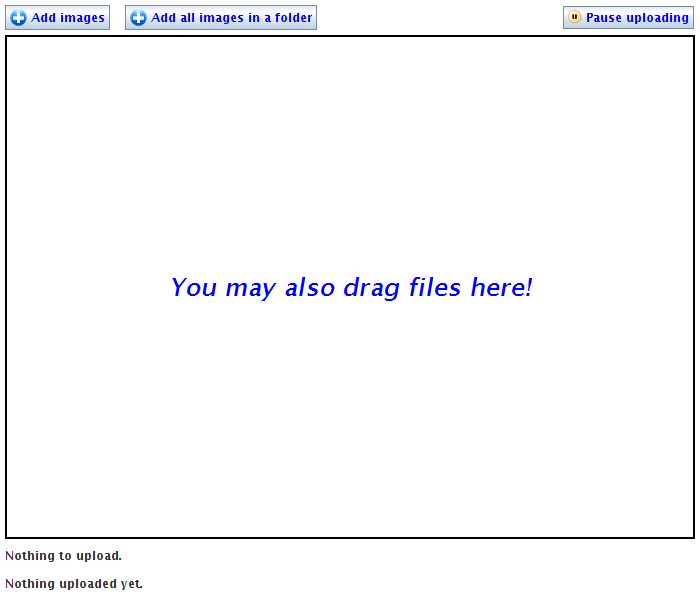 Add images
Add all images in a folder
Pause uploading
You may also drag files here!
Nothing to upload.
Nothing uploaded yet.